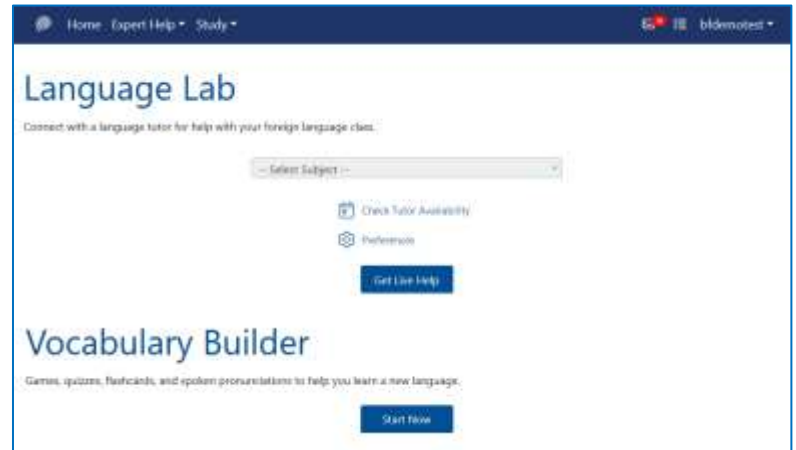 Home Expert Help Study bfdemotest
Language Lab
Connect with a language tutor for help with your foreign language class.
-- Select Subject --
Check Tutor Availability
Preferences
Get Live Help
Vocabulary Builder
Games, quizzes, flashcards, and spoken pronunciations to help you learn a new language.
Start Now